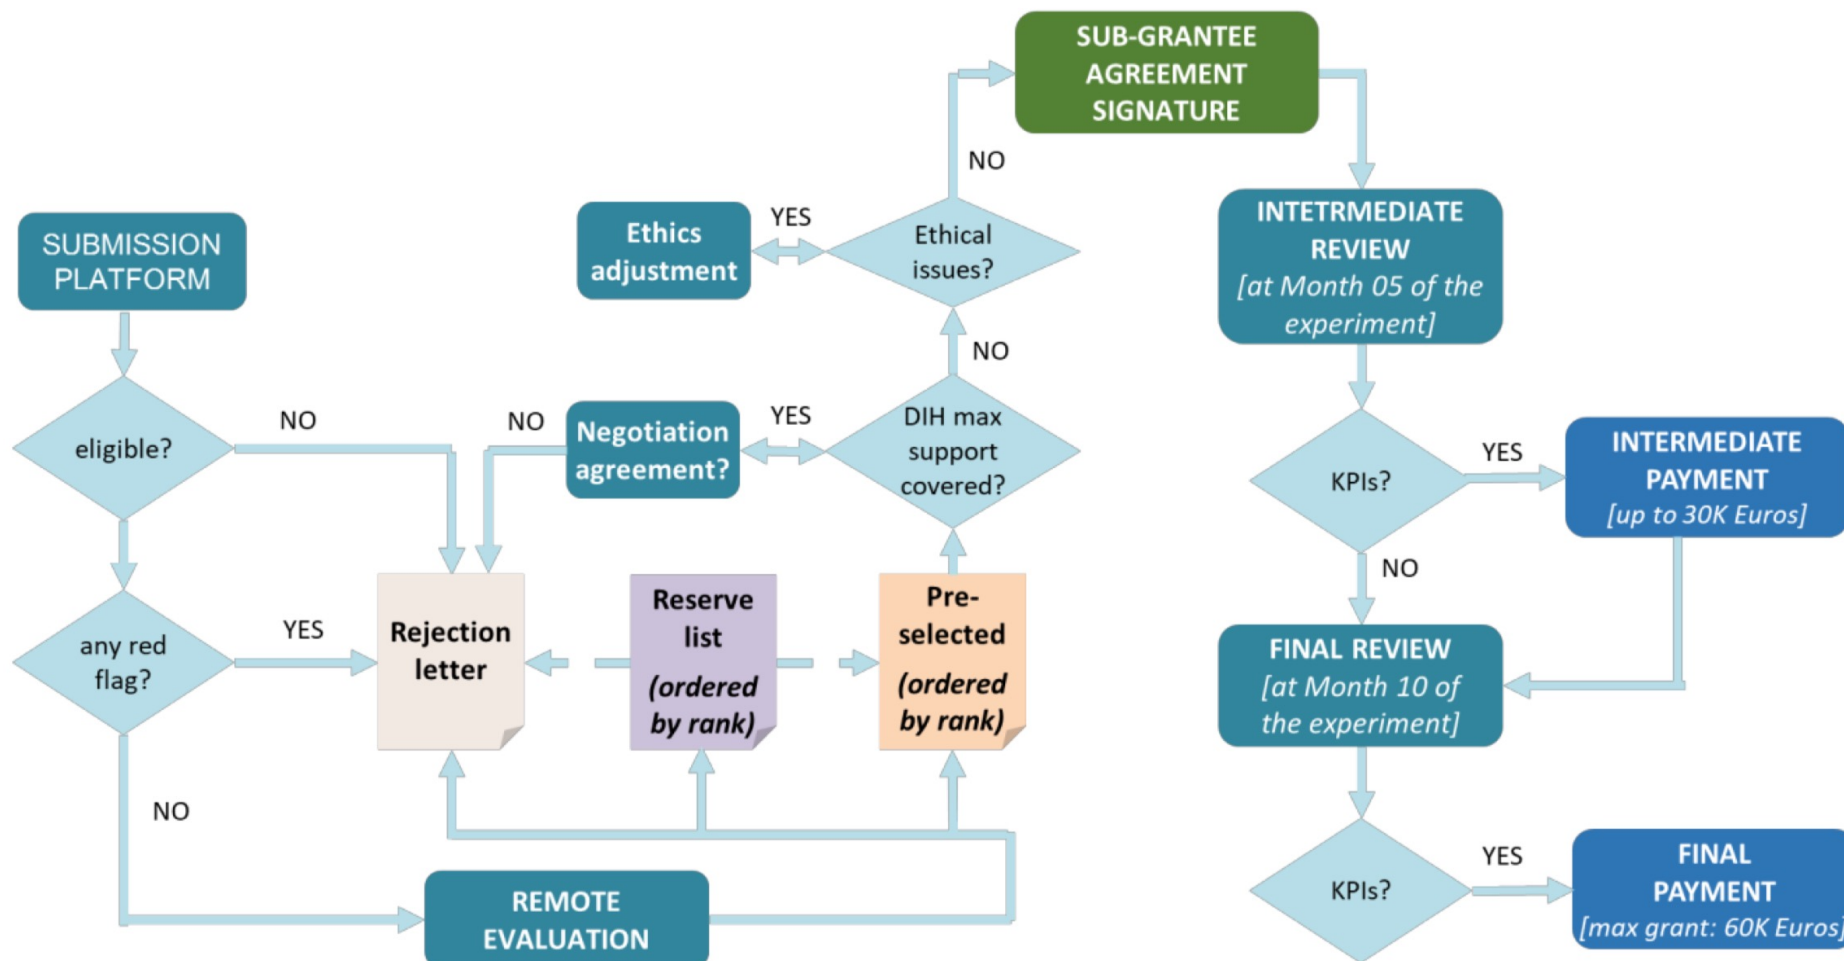 SUBMISSION
PLATFORM
eligible?
NO
any red
flag?
YES
NO
REMOTE
EVALUATION
Rejection
letter
Reserve
list
(ordered
by rank)
Pre-
selected
(ordered
by rank)
DIH max
support
covered?
YES
Negotiation
agreement?
NO
NO
Ethical
issues?
YES
Ethics
adjustment
NO
SUB-GRANTEE
AGREEMENT
SIGNATURE
INTETRMEDIATE
REVIEW
[at Month 05 of the
experiment]
KPIs?
YES
INTERMEDIATE
PAYMENT
[up to 30K Euros]
NO
FINAL REVIEW
[at Month 10 of
the experiment]
KPIs?
YES
FINAL
PAYMENT
[max grant: 60K Euros]